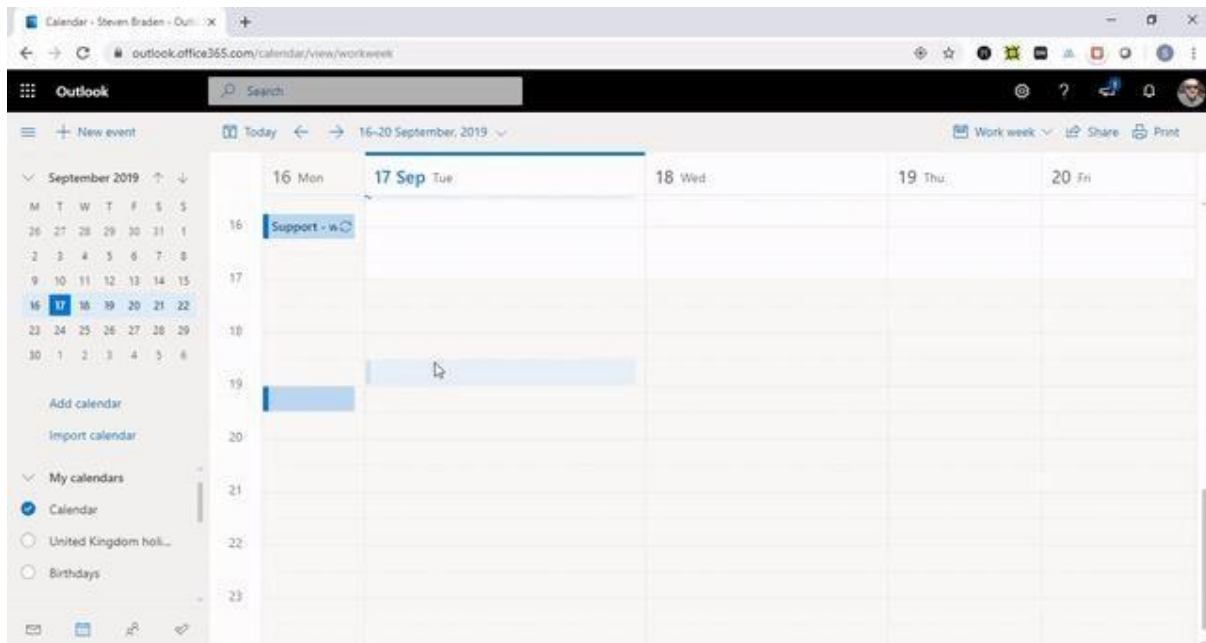 Calendar - Steven Braden - Outl
outlook.office365.com/calendar/view/workweek
Outlook
Search
New event
Today
16-20 September, 2019
Work week
Share
Print
September 2019
M T W T F S S
26 27 28 29 30 31 1
2 3 4 5 6 7 8
9 10 11 12 13 14 15
16 17 18 19 20 21 22
23 24 25 26 27 28 29
30 1 2 3 4 5 6
Add calendar
Import calendar
My calendars
Calendar
United Kingdom holi...
Birthdays
16 Mon
17 Sep Tue
18 Wed
19 Thu
20 Fri
16
Support - w
17
18
19
20
21
22
23